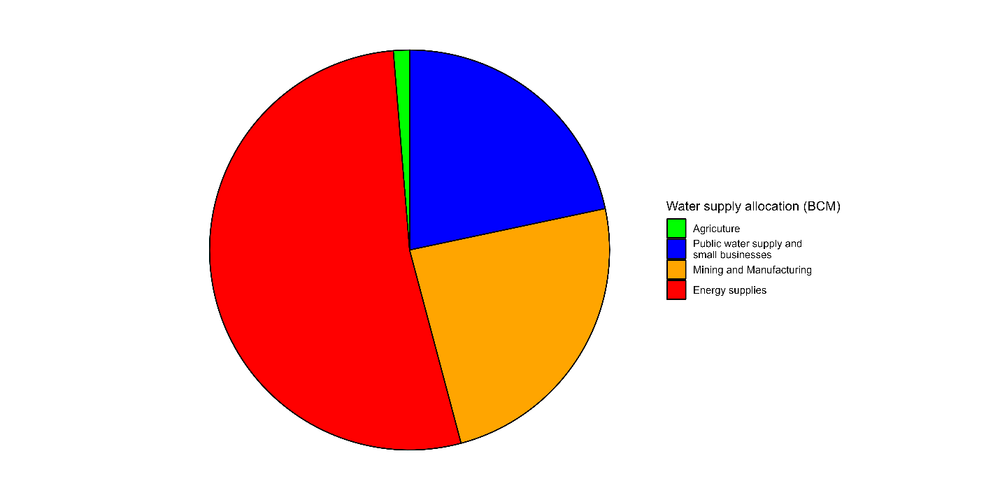 Water supply allocation (BCM)
Agricuture
Public water supply and
small businesses
Mining and Manufacturing
Energy supplies